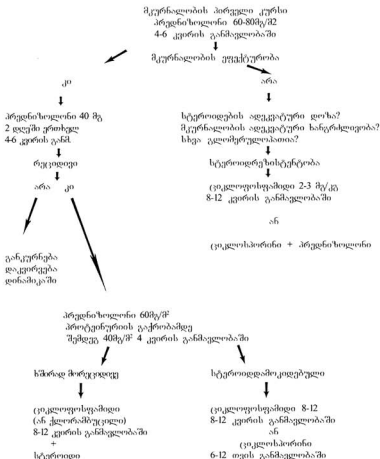 მკურნალობის პირველი კურსი
პრედნიზოლონი 60-80მგ/მ2
4-6 კვირის განმავლობაში
მკურნალობის ეფექტურობა
კი
არა
პრედნიზოლონი 40 მგ
2 დღეში ერთხელ
4-6 კვირის განმ.
რეციდივი
არა კი
სტეროიდების ადეკვატური დოზა?
მკურნალობის ადეკვატური ხანგრძლივობა?
სხვა გლომერულოპათია?
სტეროიდრეზისტენტობა
ციკლოფოსფამიდი 2-3 მგ/კგ
8-12 კვირის განმავლობაში
ან
ციკლოსპორინი + პრედნიზოლონი
განკურნება
დაკვირვება
დინამიკაში
პრედნიზოლონი 60მგ/მ²
პროტეინურიის გაქრობამდე
შემდეგ 40მგ/მ² 4 კვირის განმავლობაში
ხშირად მორეციდივე
სტეროიდდამოკიდებული
ციკლოფოსფამიდი
(ან ქლორამბუცილი)
8-12 კვირის განმავლობაში
+
სტეროიდი
ციკლოფოსფამიდი 8-12
8-12 კვირის განმავლობაში
ან
ციკლოსპორინი
6-12 თვის განმავლობაში